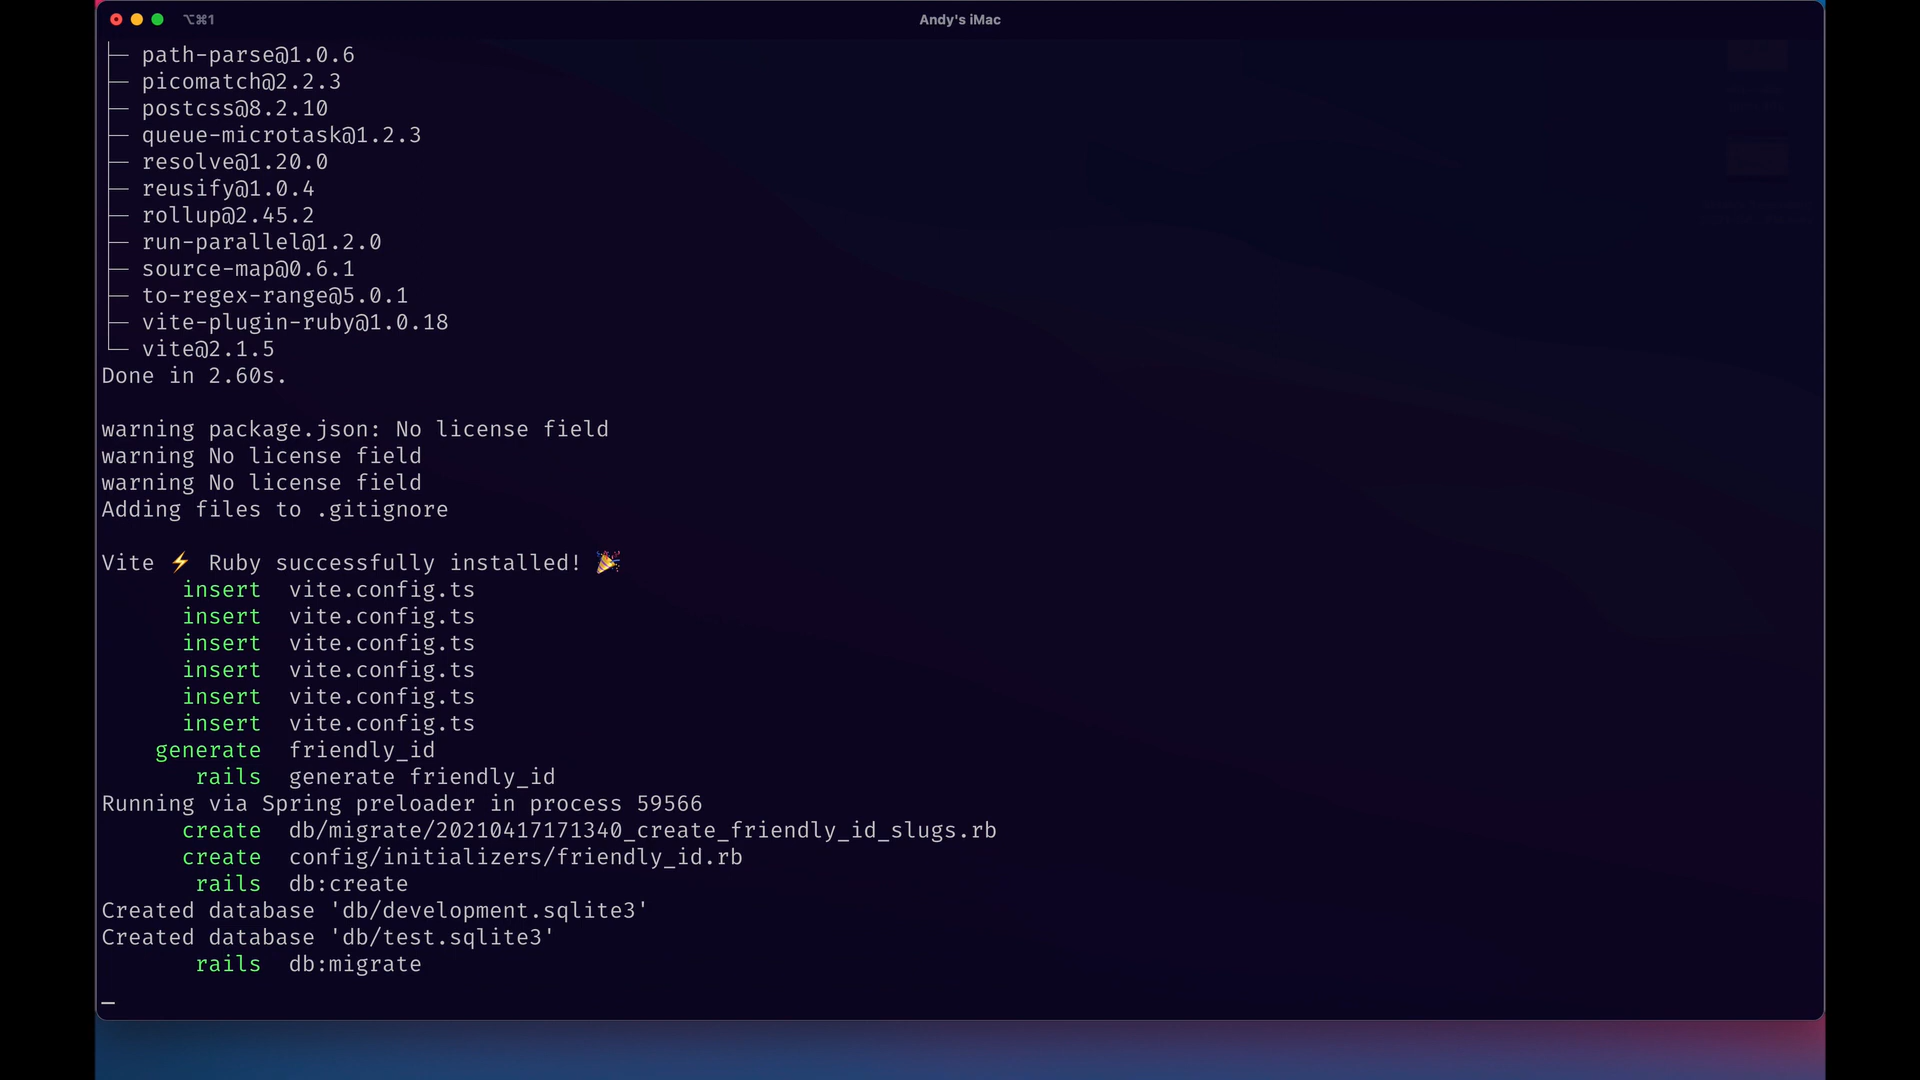 ⌥⌘1
Andy's iMac
├─ path-parse@1.0.6
├─ picomatch@2.2.3
├─ postcss@8.2.10
├─ queue-microtask@1.2.3
├─ resolve@1.20.0
├─ reusify@1.0.4
├─ rollup@2.45.2
├─ run-parallel@1.2.0
├─ source-map@0.6.1
├─ to-regex-range@5.0.1
├─ vite-plugin-ruby@1.0.18
└─ vite@2.1.5
Done in 2.60s.
warning package.json: No license field
warning No license field
warning No license field
Adding files to .gitignore
Vite ⚡ Ruby successfully installed! 🎉
insert  vite.config.ts
insert  vite.config.ts
insert  vite.config.ts
insert  vite.config.ts
insert  vite.config.ts
insert  vite.config.ts
generate  friendly_id
rails  generate friendly_id
Running via Spring preloader in process 59566
create  db/migrate/20210417171340_create_friendly_id_slugs.rb
create  config/initializers/friendly_id.rb
rails  db:create
Created database 'db/development.sqlite3'
Created database 'db/test.sqlite3'
rails  db:migrate